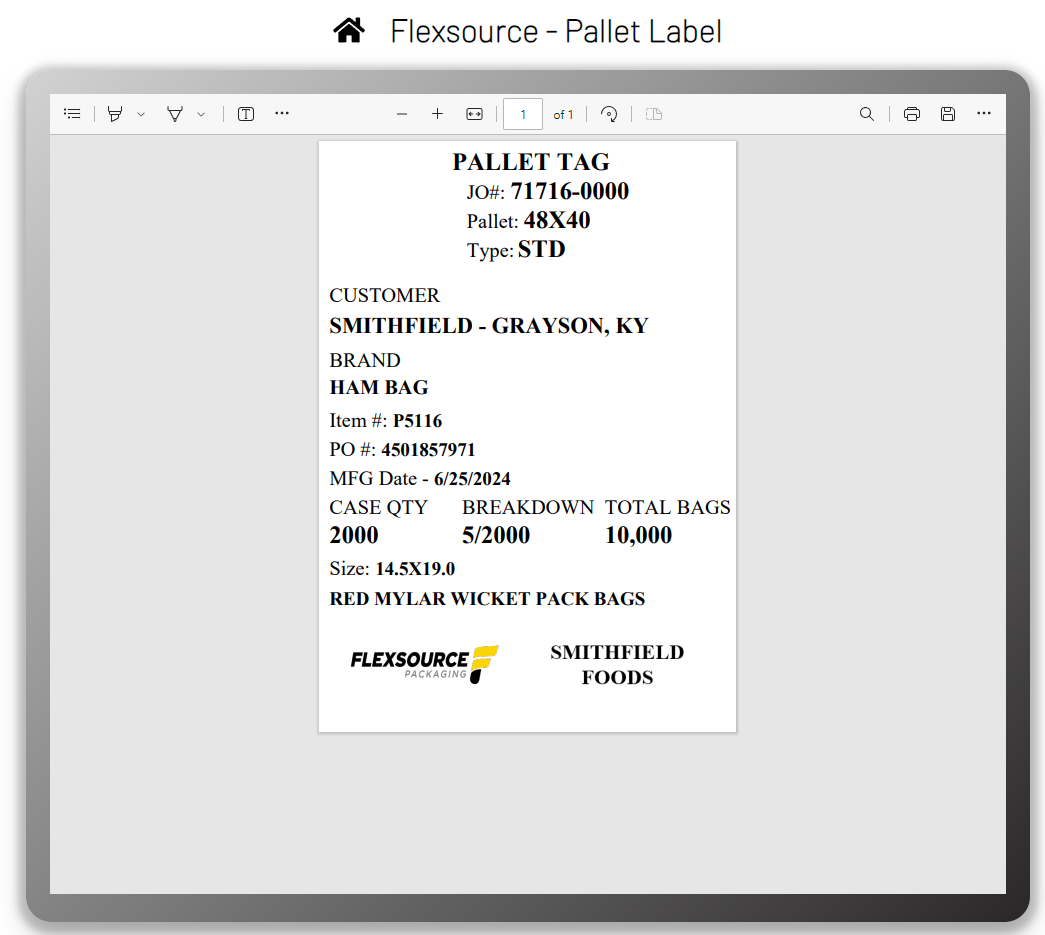 Flexsource - Pallet Label
1 of 1
PALLET TAG
JO#: 71716-0000
Pallet: 48X40
Type: STD
CUSTOMER
SMITHFIELD - GRAYSON, KY
BRAND
HAM BAG
Item #: P5116
PO #: 4501857971
MFG Date - 6/25/2024
CASE QTY BREAKDOWN TOTAL BAGS
2000 5/2000 10,000
Size: 14.5X19.0
RED MYLAR WICKET PACK BAGS
FLEXSOURCE
PACKAGING
SMITHFIELD
FOODS